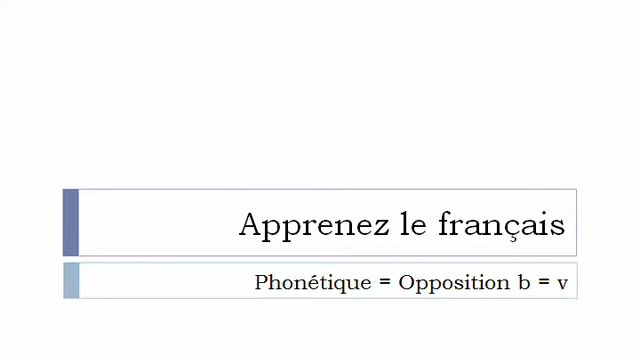 Apprenez le français
Phonétique = Opposition b = v